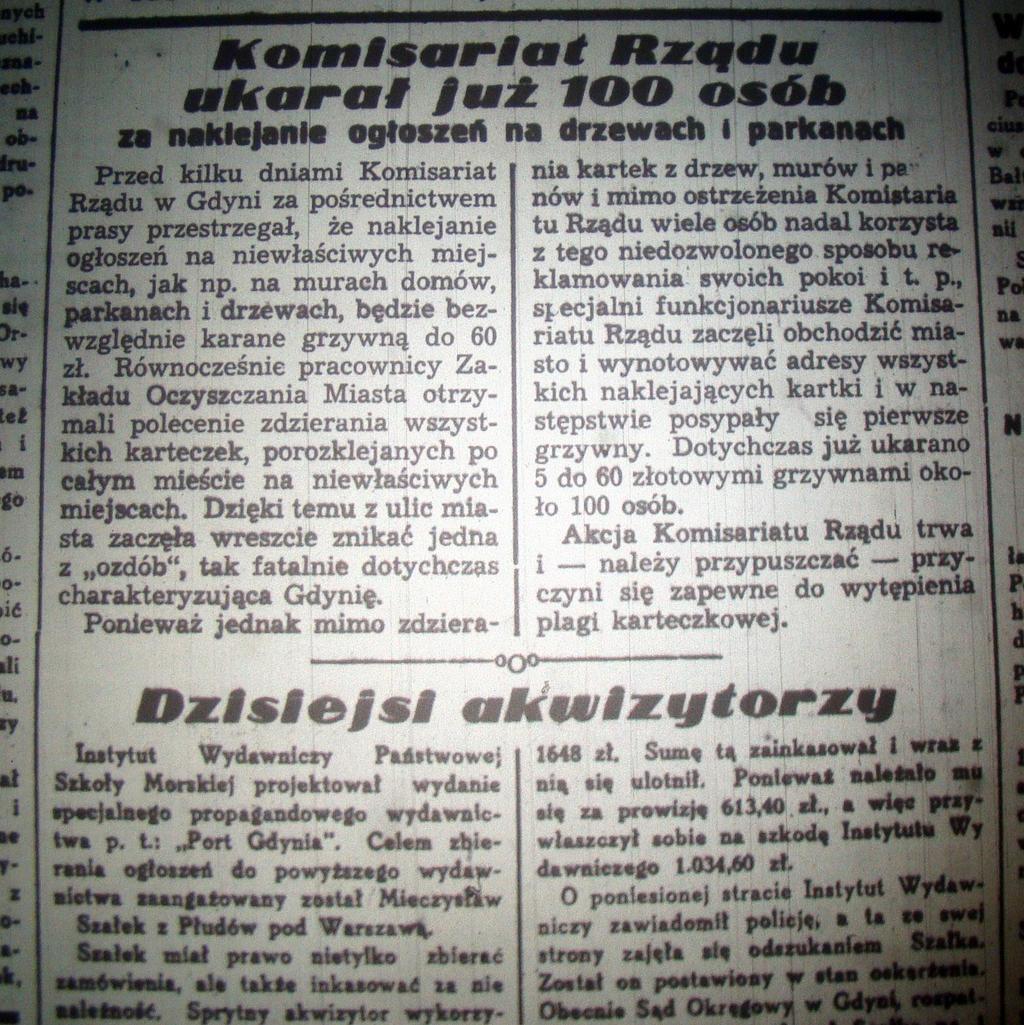 Komisariat Rządu
ukarał już 100 osób
za naklejanie ogłoszeń na drzewach i parkanach
Przed kilku dniami Komisariat
Rządu w Gdyni za pośrednictwem
prasy przestrzegał, że naklejanie
ogłoszeń na niewłaściwych miej-
scach, jak np. na murach domów,
parkanach i drzewach, będzie bez-
względnie karane grzywną do 60
zł. Równocześnie pracownicy Za-
kładu Oczyszczania Miasta otrzy-
mali polecenie zdzierania wszyst-
kich karteczek, porozklejanych po
całym mieście na niewłaściwych
miejscach. Dzięki temu z ulic mia-
sta zaczęła wreszcie znikać jedna
z „ozdób“, tak fatalnie dotychczas
charakteryzująca Gdynię.
Ponieważ jednak mimo zdziera-
nia kartek z drzew, murów i
nów i mimo ostrzeżenia Komistaria
tu Rządu wiele osób nadal korzysta
z tego niedozwolonego sposobu re-
klamowania swoich pokoi i t. p.,
specjalni funkcjonariusze Komisa-
riatu Rządu zaczęli obchodzić mia-
sto i wynotowywać adresy wszyst-
kich naklejających kartki i w na-
stępstwie posypały się pierwsze
grzywny. Dotychczas już ukarano
5 do 60 złotowymi grzywnami oko-
ło 100 osób.
Akcja Komisariatu Rządu trwa
i — należy przypuszczać — przy-
czyni się zapewne do wytępienia
plagi karteczkowej.
Dzisiejsi akwizytorzy
Instytut Wydawniczy Państwowej
Szkoły Morskiej projektował wydanie
specjalnego propagandowego wydawnic-
twa p. t.: „Port Gdynia“. Celem zbie-
rania ogłoszeń do powyższego wydaw-
nictwa zaangażowany został Mieczysław
Szałek z Płudów pod Warszawą.
Szałek miał prawo nietylko zbierać
zamówienia, ale także inkasować za nie
należność. Sprytny akwizytor wykorzy-
1648 zł. Sumę tą zainkasował i wraz z
nią się ulotnił. Ponieważ należało mu
się za prowizję 613,40 zł., a więc przy-
właszczył sobie na szkodę Instytutu Wy
dawniczego 1.034,60 zł.
O poniesionej stracie Instytut Wydaw-
niczy zawiadomił policję, a ta ze swej
strony zajęła się odszukaniem Szałka.
Został on postawiony w stan oskarżenia.
Obecnie Sąd Okręgowy w Gdyni, rozpat-